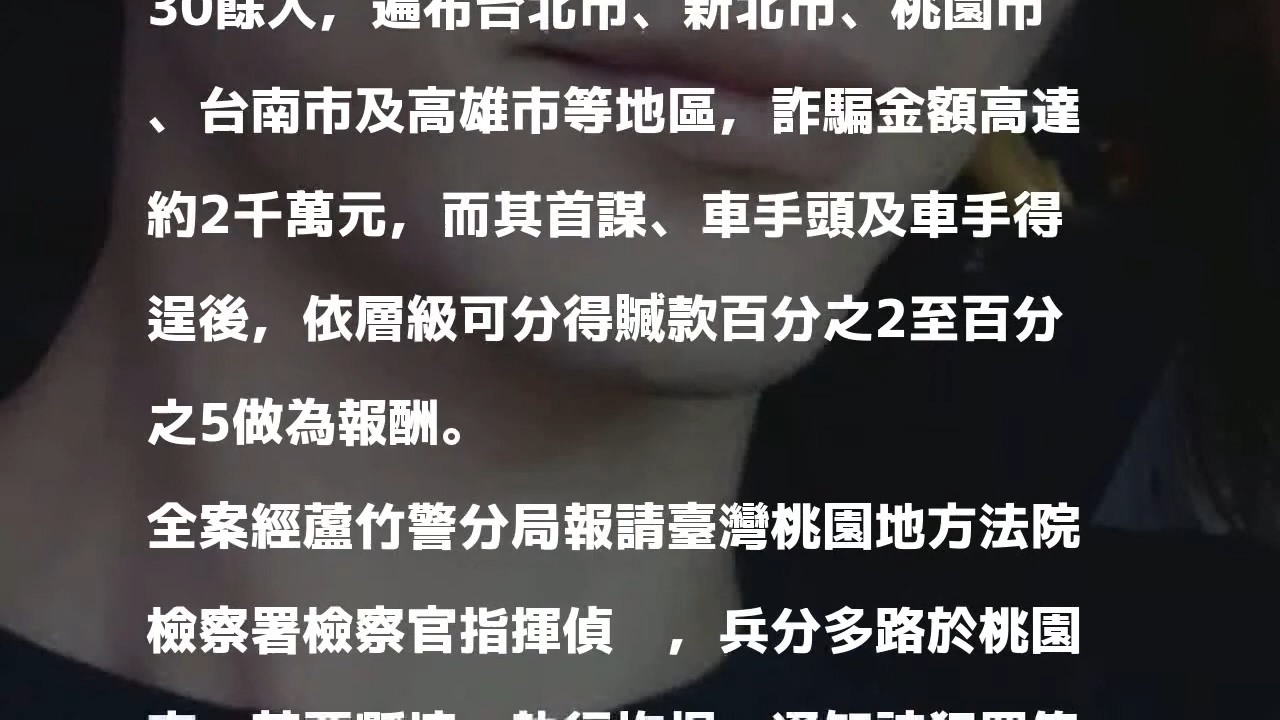 30餘人，遍布台北市、新北市、桃園市
、台南市及高雄市等地區，詐騙金額高達
約2千萬元，而其首謀、車手頭及車手得
逞後，依層級可分得贓款百分之2至百分
之5做為報酬。
全案經蘆竹警分局報請臺灣桃園地方法院
檢察署檢察官指揮偵　，兵分多路於桃園